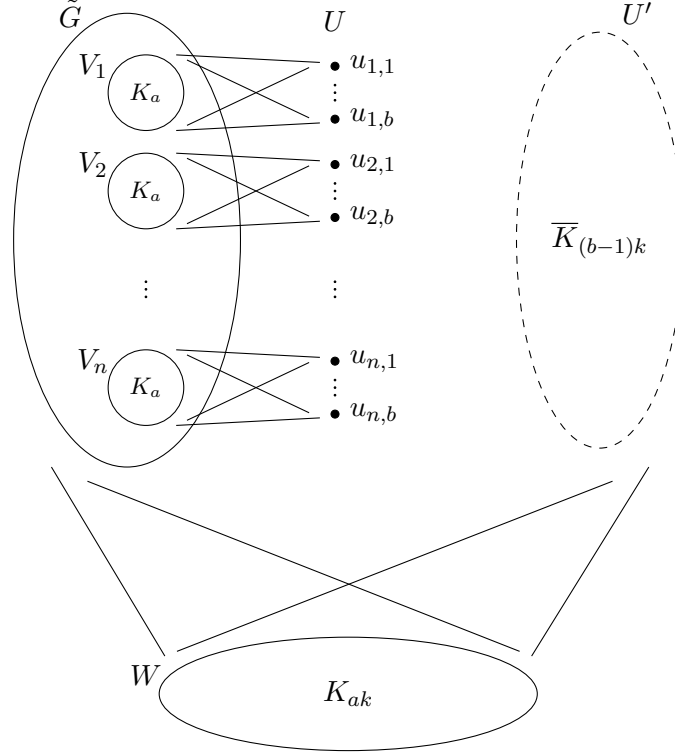 G̃ U U′
V₁ Kₐ u₁,₁
⋮
u₁,b
V₂ Kₐ u₂,₁
⋮
u₂,b
K̅₍b−1₎k
⋮ ⋮
Vₙ Kₐ uₙ,₁
⋮
uₙ,b
W Kₐₖ